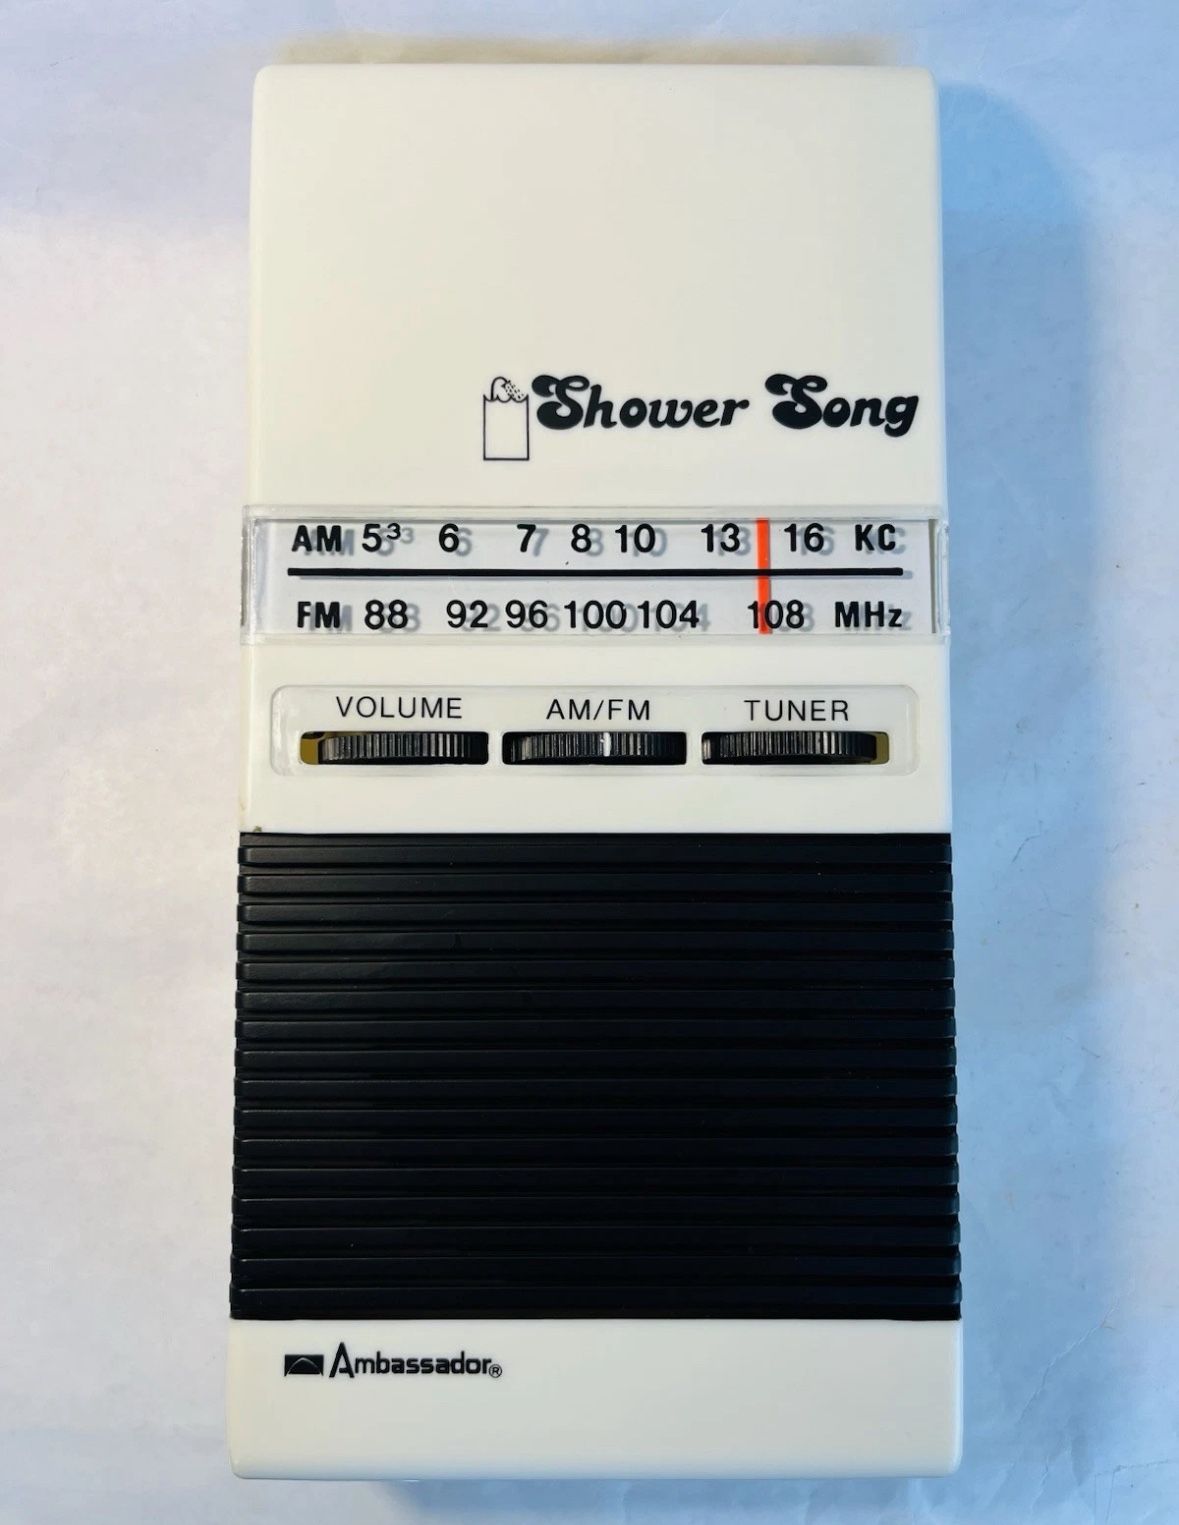 Shower Song
AM 5³ 6 7 8 10 13 16 KC
FM 88 92 96 100 104 108 MHz
VOLUME AM/FM TUNER
Ambassador®